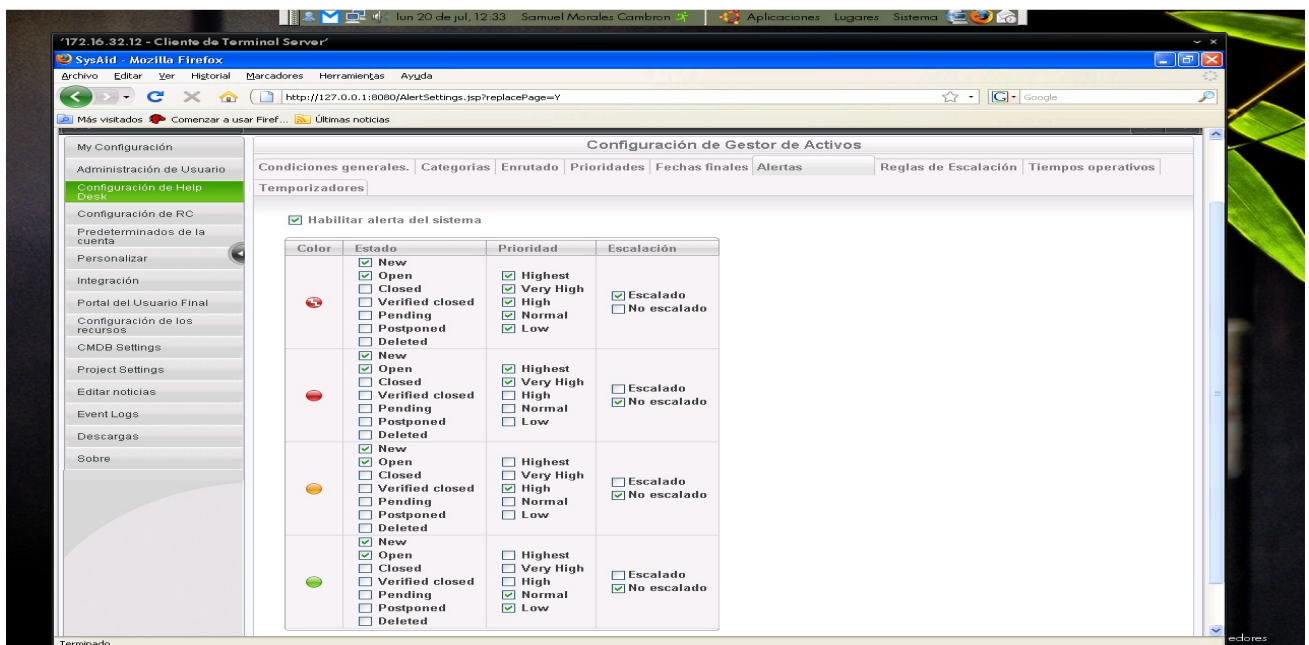 lun 20 de jul, 12:33 Samuel Morales Cambron Aplicaciones Lugares Sistema
'172.16.32.12 - Cliente de Terminal Server'
SysAid - Mozilla Firefox
Archivo Editar Ver Historial Marcadores Herramientas Ayuda
http://127.0.0.1:8080/AlertSettings.jsp?replacePage=Y
Google
Más visitados Comenzar a usar Firef... Últimas noticias
My Configuración
Administración de Usuario
Configuración de Help Desk
Configuración de RC
Predeterminados de la cuenta
Personalizar
Integración
Portal del Usuario Final
Configuración de los recursos
CMDB Settings
Project Settings
Editar noticias
Event Logs
Descargas
Sobre
Configuración de Gestor de Activos
Condiciones generales. Categorias Enrutado Prioridades Fechas finales Alertas Reglas de Escalación Tiempos operativos
Temporizadores
Habilitar alerta del sistema
Color Estado Prioridad Escalación
New
Open
Closed
Verified closed
Pending
Postponed
Deleted
Highest
Very High
High
Normal
Low
Escalado
No escalado
New
Open
Closed
Verified closed
Pending
Postponed
Deleted
Highest
Very High
High
Normal
Low
Escalado
No escalado
New
Open
Closed
Verified closed
Pending
Postponed
Deleted
Highest
Very High
High
Normal
Low
Escalado
No escalado
New
Open
Closed
Verified closed
Pending
Postponed
Deleted
Highest
Very High
High
Normal
Low
Escalado
No escalado
Terminado
edores